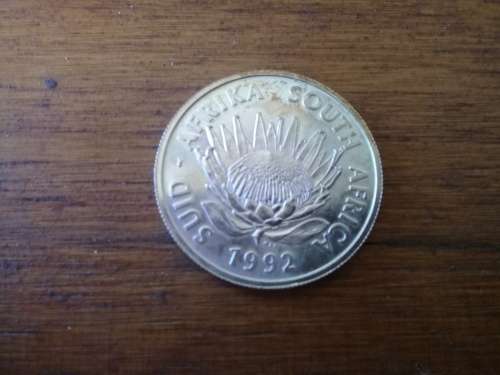 SUID - AFRIKA SOUTH AFRICA
1992